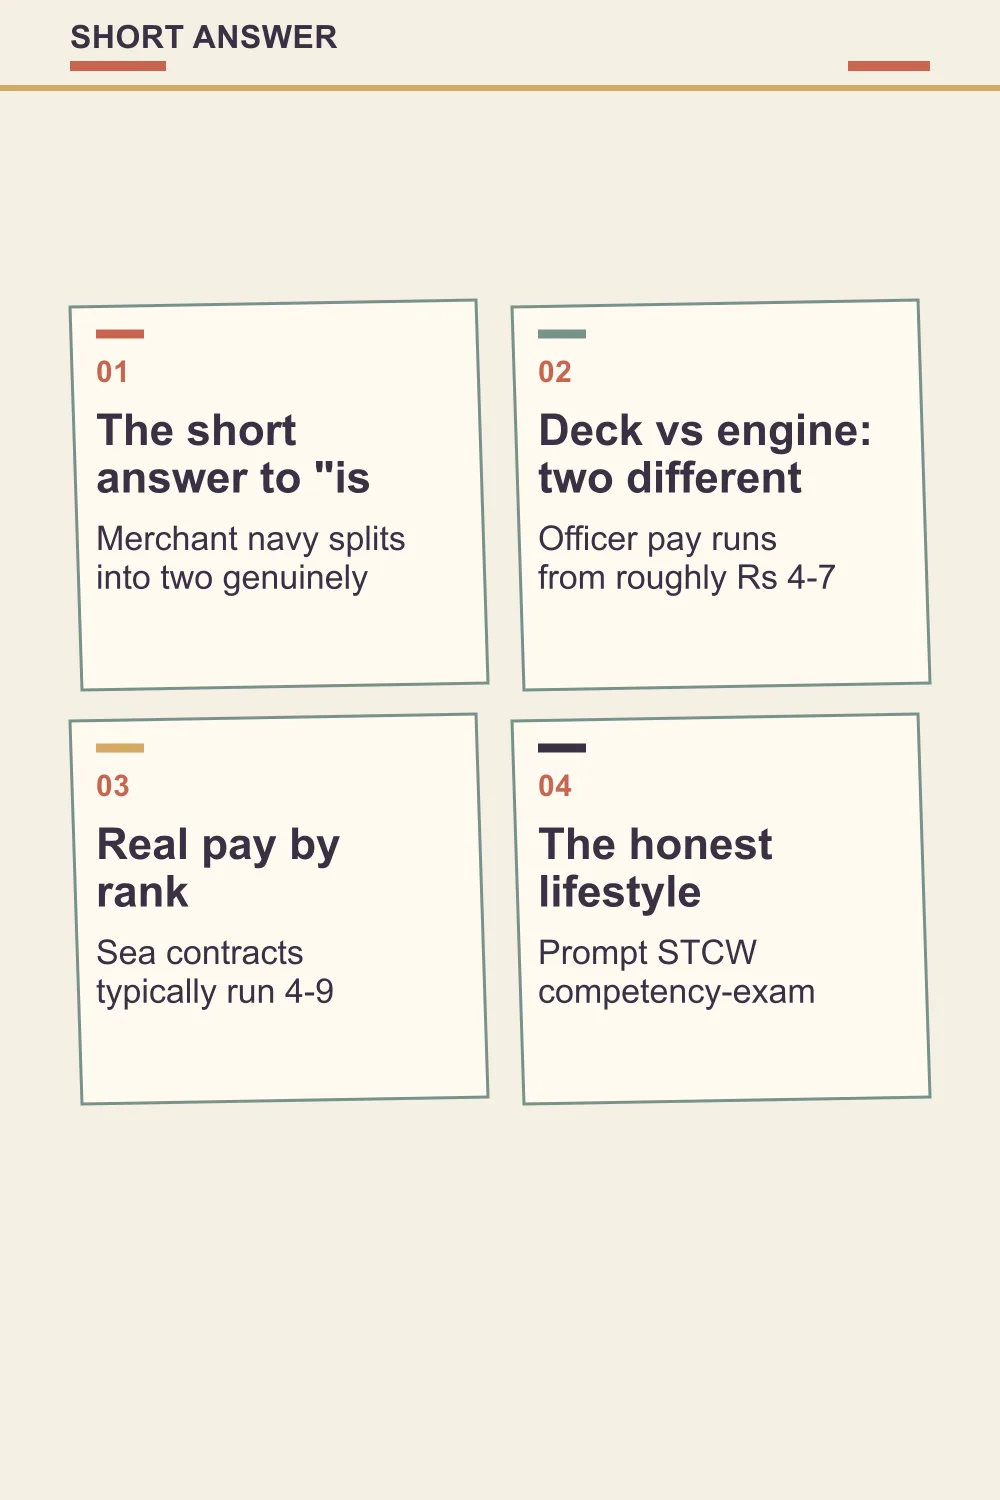 SHORT ANSWER
01
The short
answer to "is
Merchant navy splits
into two genuinely
02
Deck vs engine:
two different
Officer pay runs
from roughly Rs 4-7
03
Real pay by
rank
Sea contracts
typically run 4-9
04
The honest
lifestyle
Prompt STCW
competency-exam